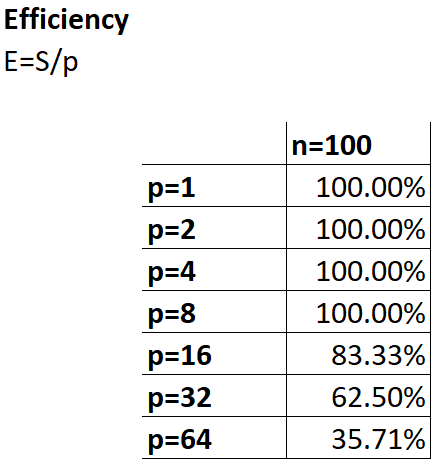 Efficiency
E=S/p
n=100
p=1 100.00%
p=2 100.00%
p=4 100.00%
p=8 100.00%
p=16 83.33%
p=32 62.50%
p=64 35.71%